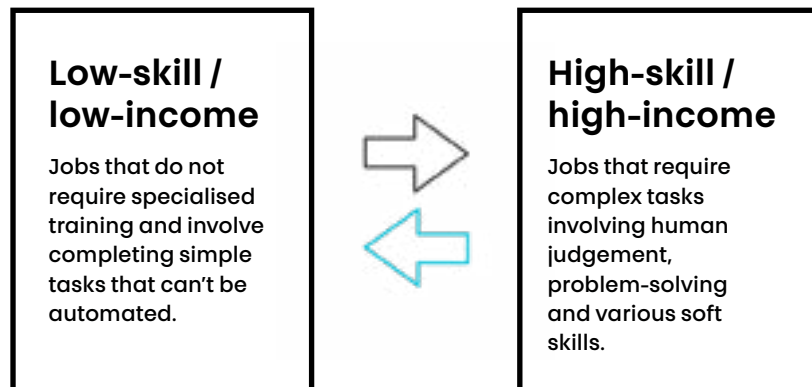 Low-skill /
low-income
Jobs that do not
require specialised
training and involve
completing simple
tasks that can't be
automated.
High-skill /
high-income
Jobs that require
complex tasks
involving human
judgement,
problem-solving
and various soft
skills.